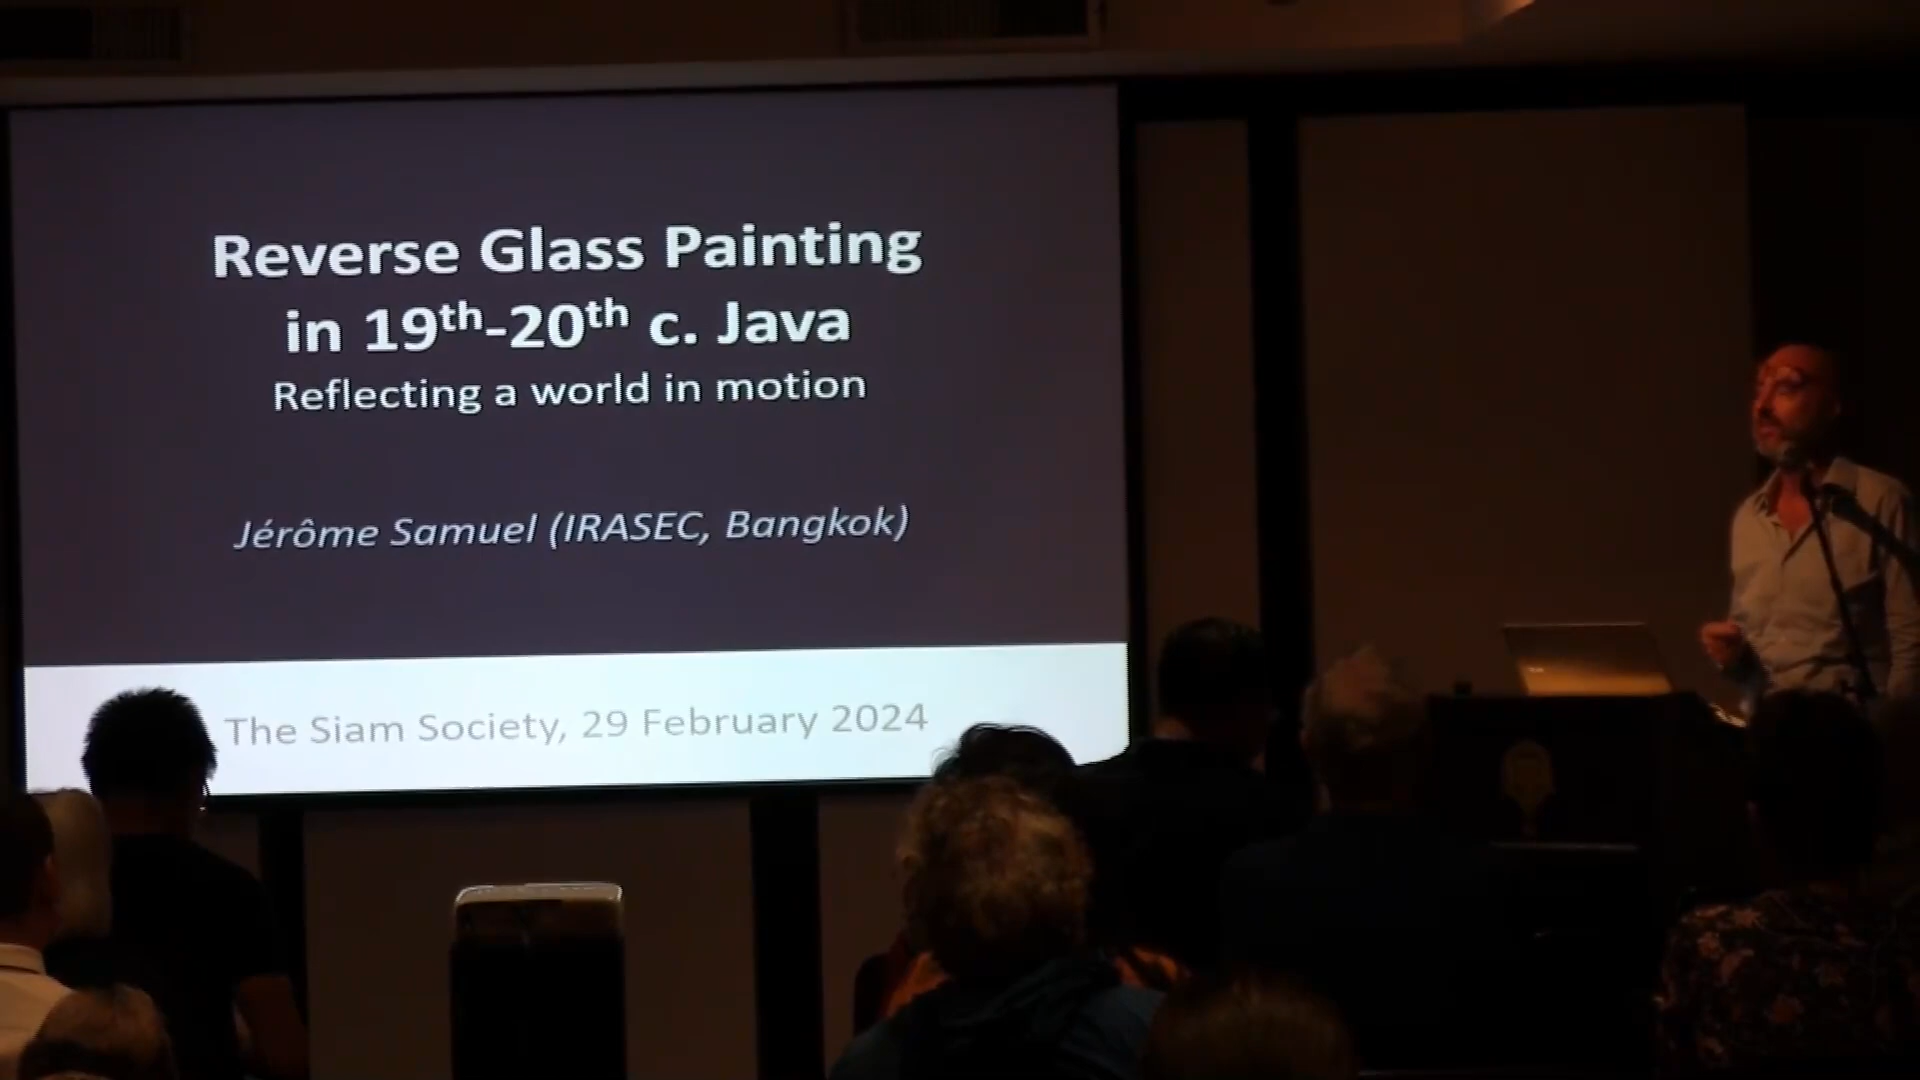 Reverse Glass Painting
in 19th-20th c. Java
Reflecting a world in motion
Jérôme Samuel (IRASEC, Bangkok)
The Siam Society, 29 February 2024